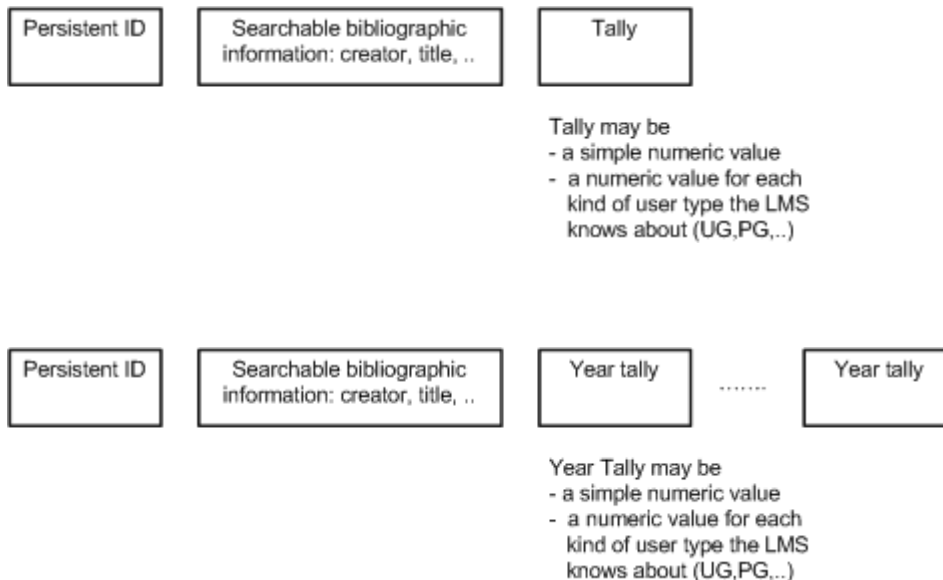 Persistent ID
Searchable bibliographic
information: creator, title, ..
Tally
Tally may be
- a simple numeric value
- a numeric value for each
kind of user type the LMS
knows about (UG,PG,..)
Persistent ID
Searchable bibliographic
information: creator, title, ..
Year tally
.......
Year tally
Year Tally may be
- a simple numeric value
- a numeric value for each
kind of user type the LMS
knows about (UG,PG,..)